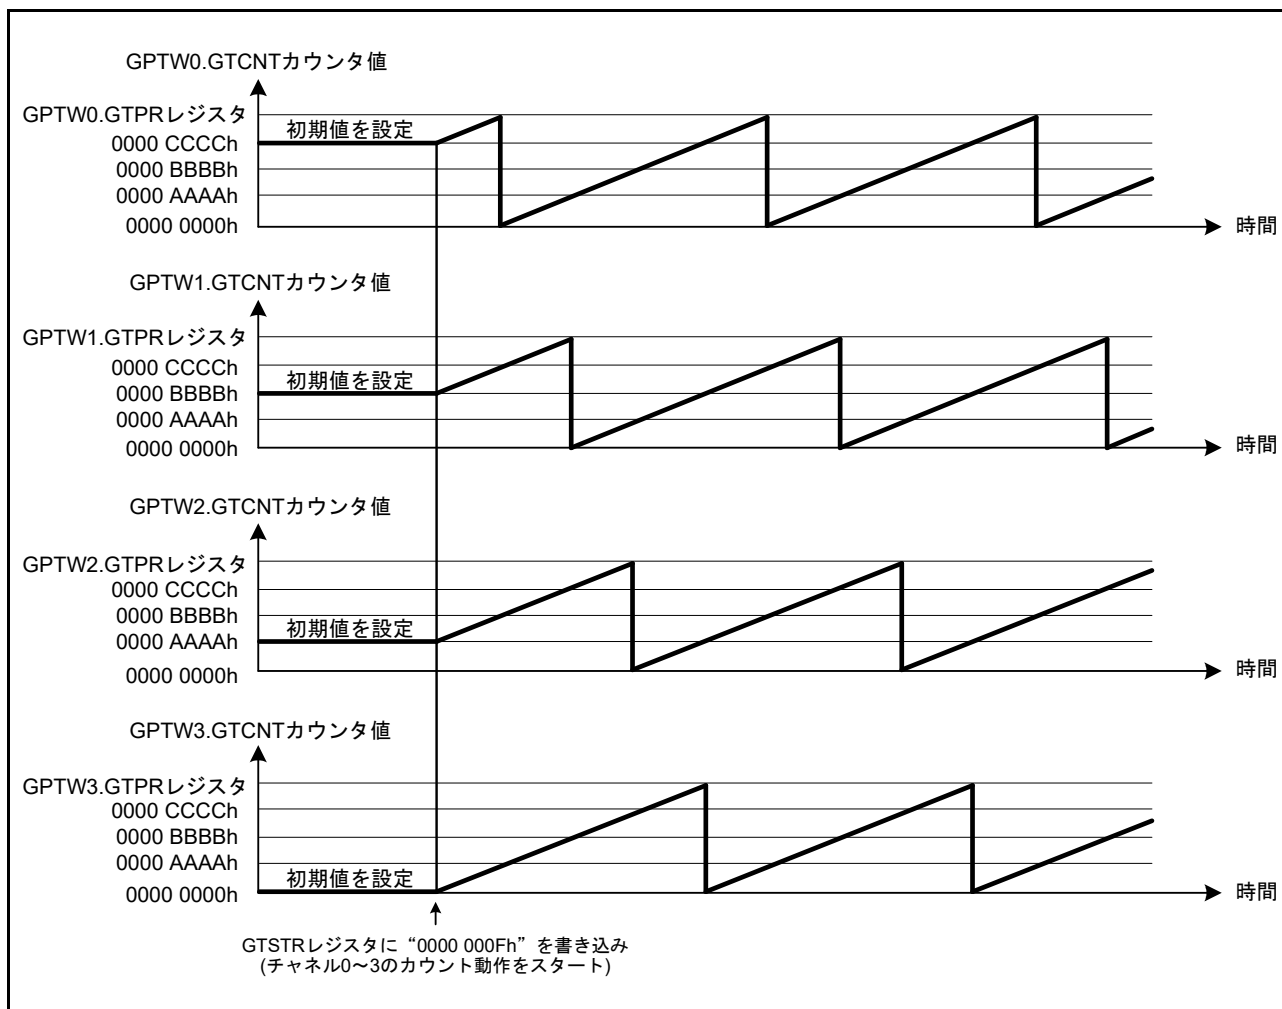 GPTW0.GTCNTカウンタ値
GPTW0.GTPRレジスタ
0000 CCCCh
初期値を設定
0000 BBBBh
0000 AAAAh
0000 0000h
時間
GPTW1.GTCNTカウンタ値
GPTW1.GTPRレジスタ
0000 CCCCh
初期値を設定
0000 BBBBh
0000 AAAAh
0000 0000h
時間
GPTW2.GTCNTカウンタ値
GPTW2.GTPRレジスタ
0000 CCCCh
0000 BBBBh
初期値を設定
0000 AAAAh
0000 0000h
時間
GPTW3.GTCNTカウンタ値
GPTW3.GTPRレジスタ
0000 CCCCh
0000 BBBBh
0000 AAAAh
初期値を設定
0000 0000h
時間
GTSTRレジスタに“0000 000Fh”を書き込み
(チャネル0～3のカウント動作をスタート)